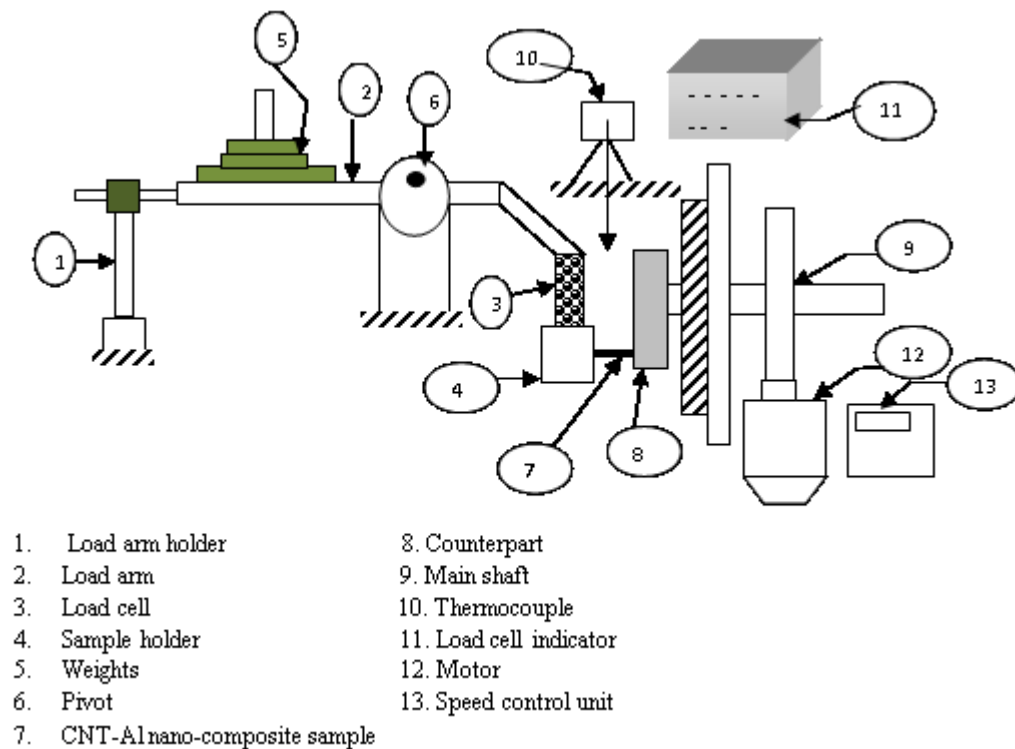 5
2
6
10
11
1
3
9
4
12
13
7
8
1. Load arm holder
2. Load arm
3. Load cell
4. Sample holder
5. Weights
6. Pivot
7. CNT-Al nano-composite sample
8. Counterpart
9. Main shaft
10. Thermocouple
11. Load cell indicator
12. Motor
13. Speed control unit